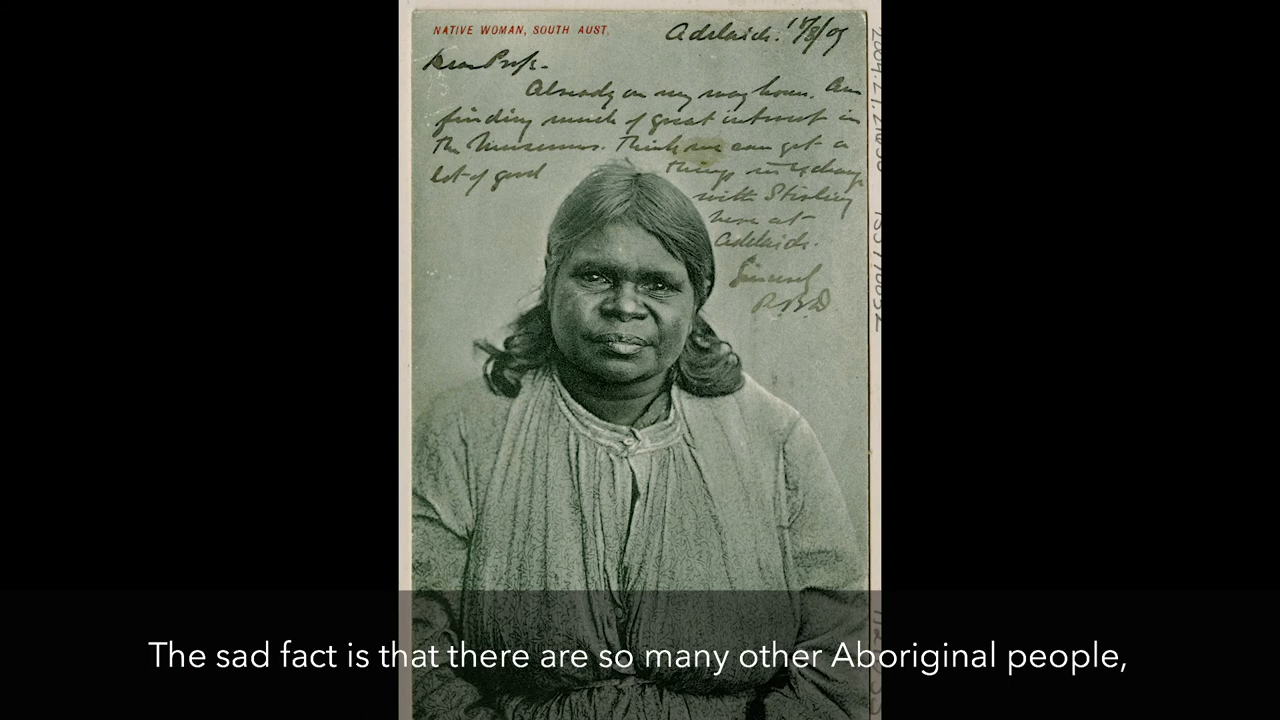 NATIVE WOMAN, SOUTH AUST.
Adelaide. 17/8/09
Dear Prof. -
Already on my way home. Am
finding much of great interest in
the Museums. Think we can get a
lot of good things in exchange
with Stirling
here at
Adelaide.
Sincerely
R.B.D
The sad fact is that there are so many other Aboriginal people,